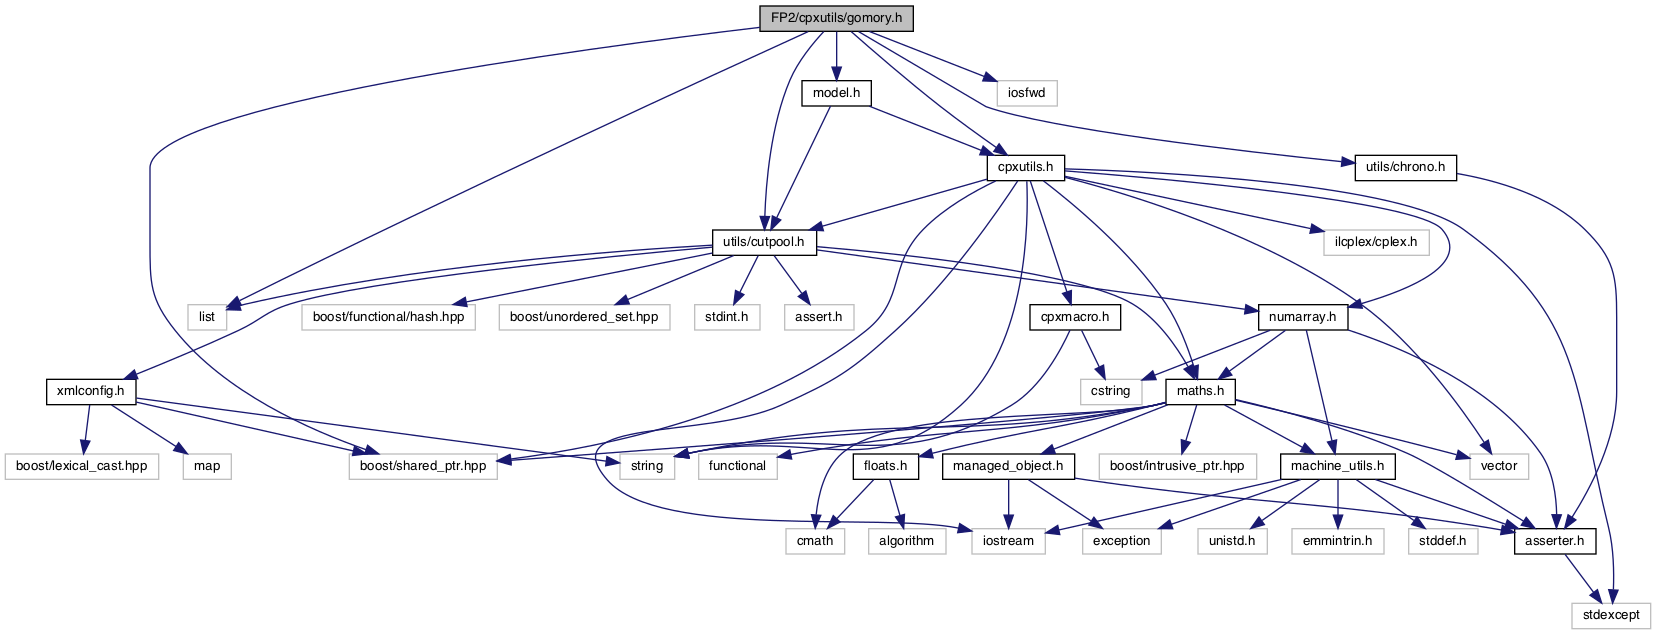 FP2/cpxutils/gomory.h
model.h
iosfwd
cpxutils.h
utils/chrono.h
utils/cutpool.h
ilcplex/cplex.h
list
boost/functional/hash.hpp
boost/unordered_set.hpp
stdint.h
assert.h
cpxmacro.h
numarray.h
xmlconfig.h
cstring
maths.h
boost/lexical_cast.hpp
map
boost/shared_ptr.hpp
string
functional
floats.h
managed_object.h
boost/intrusive_ptr.hpp
machine_utils.h
vector
cmath
algorithm
iostream
exception
unistd.h
emmintrin.h
stddef.h
asserter.h
stdexcept